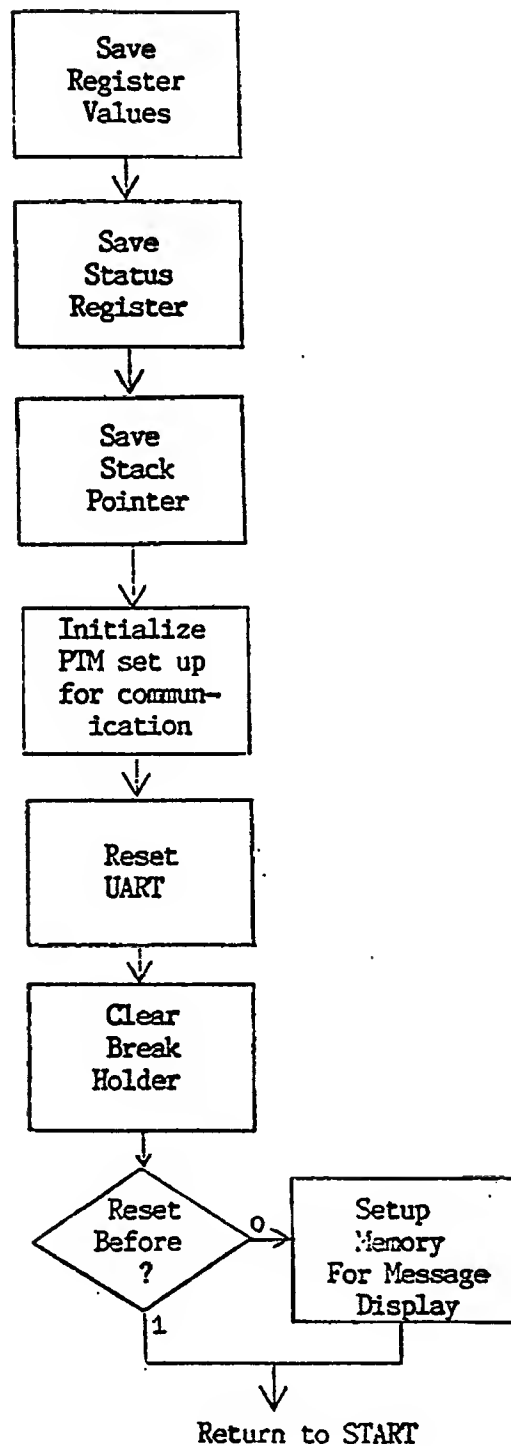 Save
Register
Values
Save
Status
Register
Save
Stack
Pointer
Initialize
PTM set up
for commun-
ication
Reset
UART
Clear
Break
Holder
Reset
Before
?
0
1
Setup
Memory
For Message
Display
Return to START